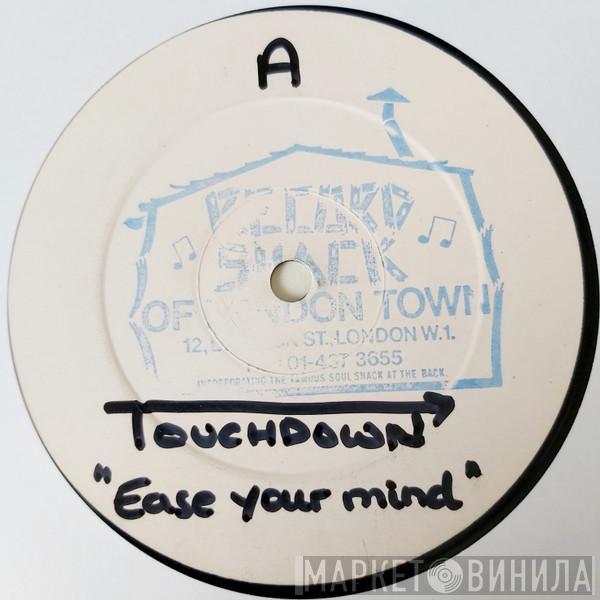 A
RECORD
SHACK
OF LONDON TOWN
12, ST., LONDON W.1.
01-437 3655
INCORPORATING THE FAMOUS SOUL SHACK AT THE BACK.
TOUCHDOWN
"Ease your mind"
МАРКЕТ ВИНИЛА